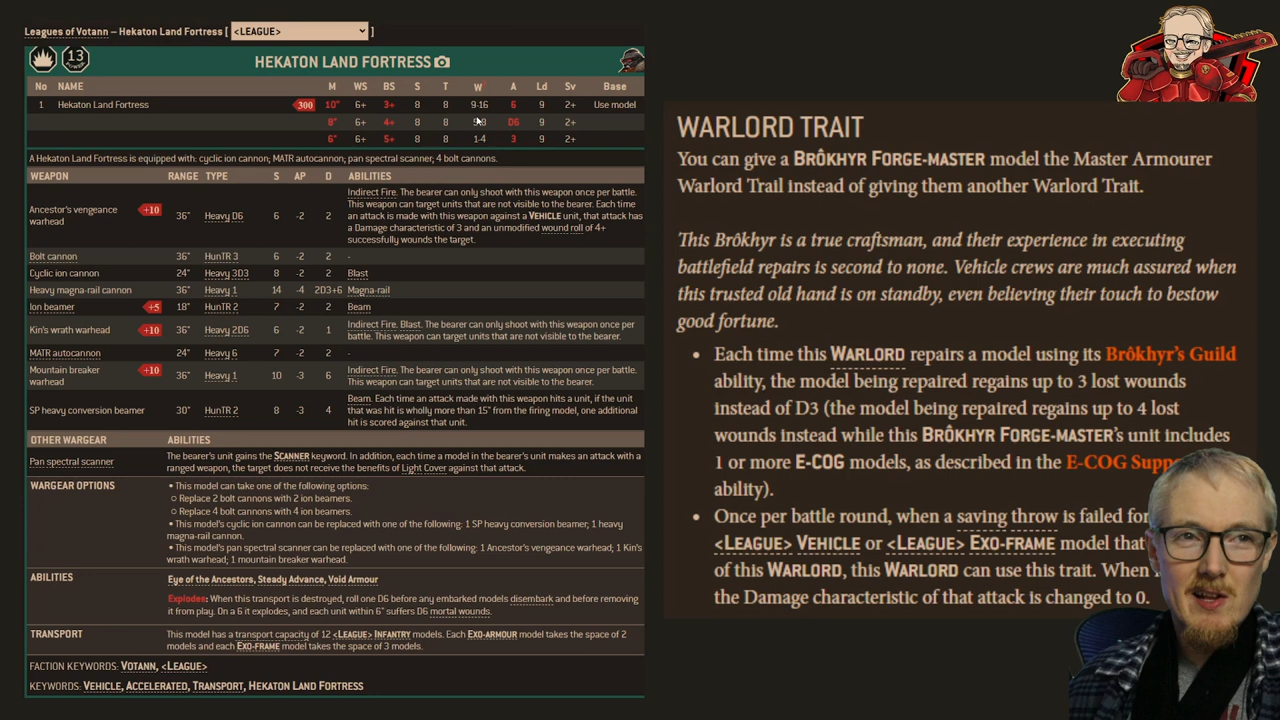 Leagues of Votann – Hekaton Land Fortress [ <LEAGUE> ]
13
HEKATON LAND FORTRESS
No NAME M WS BS S T W A Ld Sv Base
1 Hekaton Land Fortress 300 10" 6+ 3+ 8 8 9-16 6 9 2+ Use model
8" 6+ 4+ 8 8 D6 9 2+
6" 6+ 5+ 8 8 1-4 3 9 2+
A Hekaton Land Fortress is equipped with: cyclic ion cannon; MATR autocannon; pan spectral scanner; 4 bolt cannons.
WEAPON RANGE TYPE S AP D ABILITIES
Ancestor's vengeance warhead +10 36" Heavy D6 6 -2 2 Indirect Fire. The bearer can only shoot with this weapon once per battle.
This weapon can target units that are not visible to the bearer. Each time
an attack is made with this weapon against a VEHICLE unit, that attack has
a Damage characteristic of 3 and an unmodified wound roll of 4+
successfully wounds the target.
Bolt cannon 36" HunTR 3 6 -2 2 -
Cyclic ion cannon 24" Heavy 3D3 8 -2 2 Blast
Heavy magna-rail cannon 36" Heavy 1 14 -4 2D3+6 Magna-rail
Ion beamer +5 18" HunTR 2 7 -2 2 Beam
Kin's wrath warhead +10 36" Heavy 2D6 6 -2 1 Indirect Fire. Blast. The bearer can only shoot with this weapon once per
battle. This weapon can target units that are not visible to the bearer.
MATR autocannon 24" Heavy 6 7 -2 2 -
Mountain breaker warhead +10 36" Heavy 1 10 -3 6 Indirect Fire. The bearer can only shoot with this weapon once per battle.
This weapon can target units that are not visible to the bearer.
SP heavy conversion beamer 30" HunTR 2 8 -3 4 Beam. Each time an attack made with this weapon hits a unit, if the unit
that was hit is wholly more than 15" from the firing model, one additional
hit is scored against that unit.
OTHER WARGEAR ABILITIES
Pan spectral scanner The bearer's unit gains the SCANNER keyword. In addition, each time a model in the bearer's unit makes an attack with a
ranged weapon, the target does not receive the benefits of Light Cover against that attack.
WARGEAR OPTIONS • This model can take one of the following options:
○ Replace 2 bolt cannons with 2 ion beamers.
○ Replace 4 bolt cannons with 4 ion beamers.
• This model's cyclic ion cannon can be replaced with one of the following: 1 SP heavy conversion beamer; 1 heavy
magna-rail cannon.
• This model's pan spectral scanner can be replaced with one of the following: 1 Ancestor's vengeance warhead; 1 Kin's
wrath warhead; 1 mountain breaker warhead.
ABILITIES Eye of the Ancestors, Steady Advance, Void Armour
Explodes: When this transport is destroyed, roll one D6 before any embarked models disembark and before removing
it from play. On a 6 it explodes, and each unit within 6" suffers D6 mortal wounds.
TRANSPORT This model has a transport capacity of 12 <LEAGUE> INFANTRY models. Each EXO-ARMOUR model takes the space of 2
models and each EXO-FRAME model takes the space of 3 models.
FACTION KEYWORDS: VOTANN, <LEAGUE>
KEYWORDS: VEHICLE, ACCELERATED, TRANSPORT, HEKATON LAND FORTRESS
WARLORD TRAIT
You can give a BRÔKHYR FORGE-MASTER model the Master Armourer
Warlord Trail instead of giving them another Warlord Trait.
This Brôkhyr is a true craftsman, and their experience in executing
battlefield repairs is second to none. Vehicle crews are much assured when
this trusted old hand is on standby, even believing their touch to bestow
good fortune.
• Each time this WARLORD repairs a model using its Brôkhyr's Guild
ability, the model being repaired regains up to 3 lost wounds
instead of D3 (the model being repaired regains up to 4 lost
wounds instead while this BRÔKHYR FORGE-MASTER's unit includes
1 or more E-COG models, as described in the E-COG Supp
ability).
• Once per battle round, when a saving throw is failed for
<LEAGUE> VEHICLE or <LEAGUE> EXO-FRAME model that
of this WARLORD, this WARLORD can use this trait. When
the Damage characteristic of that attack is changed to 0.